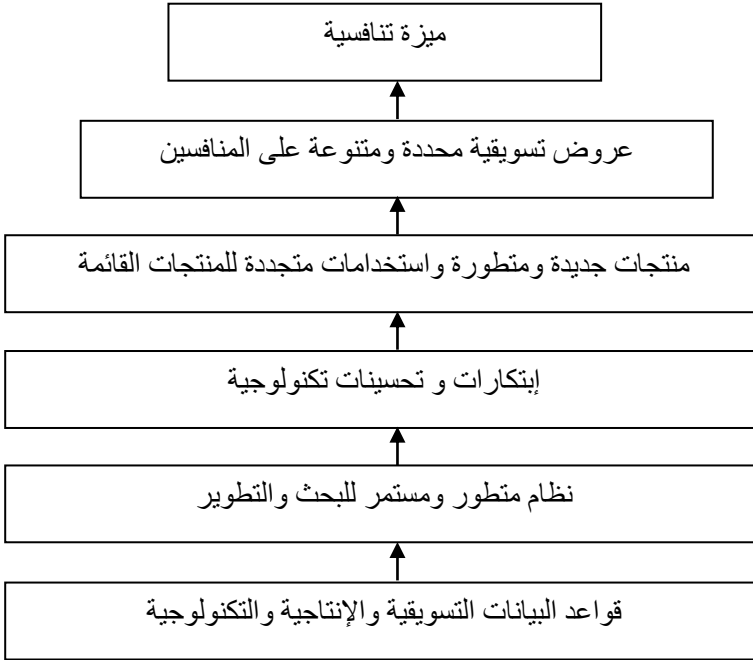 ميزة تنافسية
عروض تسويقية محددة ومتنوعة على المنافسين
منتجات جديدة ومتطورة واستخدامات متجددة للمنتجات القائمة
إبتكارات و تحسينات تكنولوجية
نظام متطور ومستمر للبحث والتطوير
قواعد البيانات التسويقية والإنتاجية والتكنولوجية